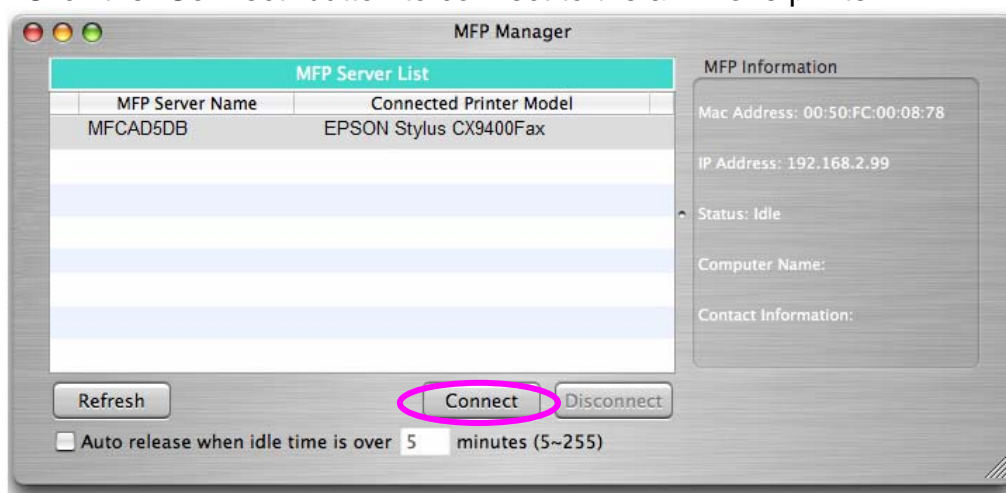 MFP Manager
MFP Server List
MFP Server Name Connected Printer Model
MFCAD5DB EPSON Stylus CX9400Fax
MFP Information
Mac Address: 00:50:FC:00:08:78
IP Address: 192.168.2.99
Status: Idle
Computer Name:
Contact Information:
Refresh Connect Disconnect
Auto release when idle time is over 5 minutes (5~255)